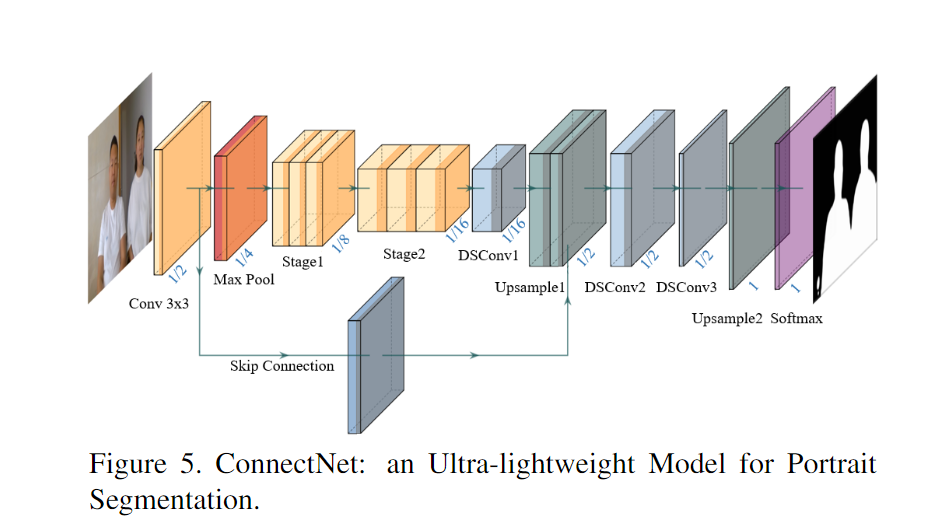 1/2
1/4
1/8
1/16
1/16
1/2
1/2
1/2
1
1
Conv 3x3
Max Pool
Stage1
Stage2
DSConv1
Upsample1
DSConv2
DSConv3
Upsample2
Softmax
Skip Connection
Figure 5. ConnectNet: an Ultra-lightweight Model for Portrait
Segmentation.